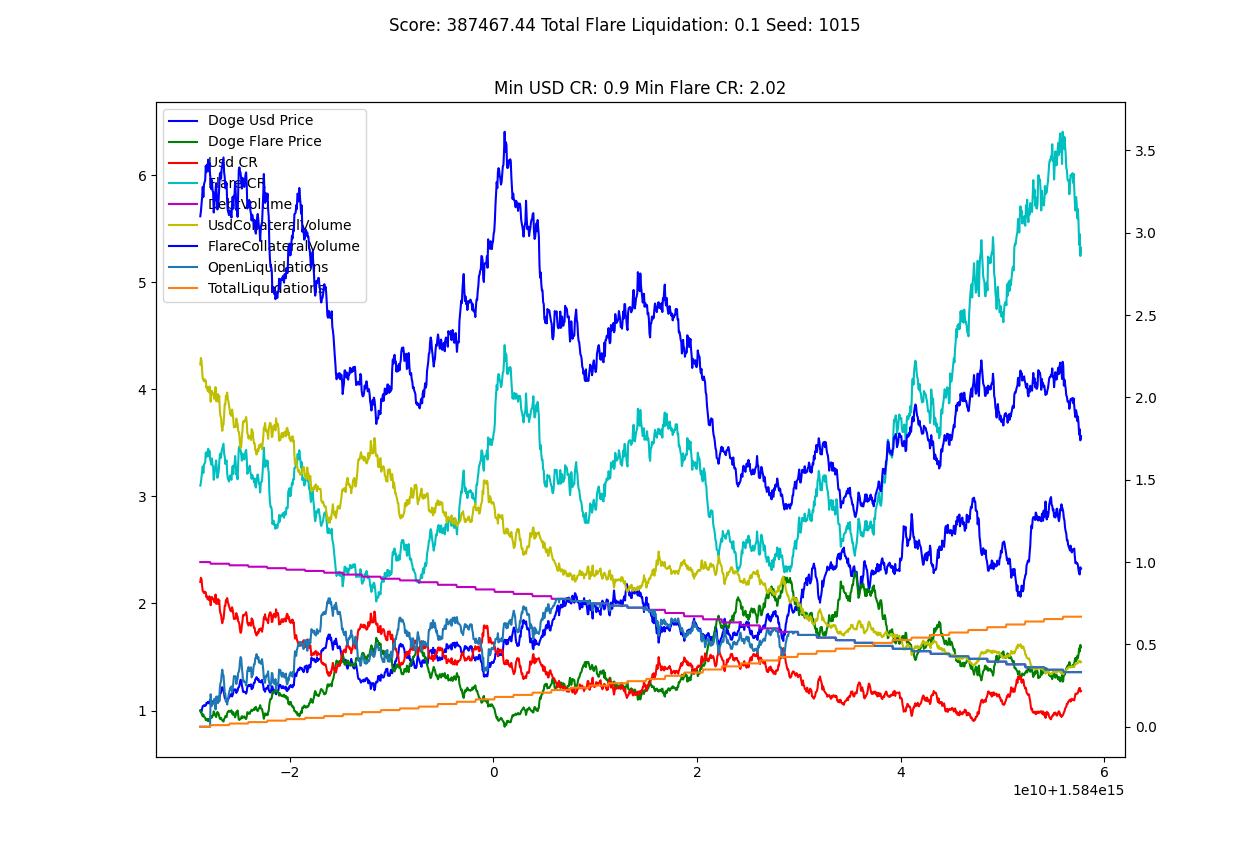 Score: 387467.44 Total Flare Liquidation: 0.1 Seed: 1015
Min USD CR: 0.9 Min Flare CR: 2.02
Doge Usd Price
Doge Flare Price
Usd CR
Flare CR
DebtVolume
UsdCollateralVolume
FlareCollateralVolume
OpenLiquidations
TotalLiquidations
6
5
4
3
2
1
3.5
3.0
2.5
2.0
1.5
1.0
0.5
0.0
−2
0
2
4
6
1e10+1.584e15